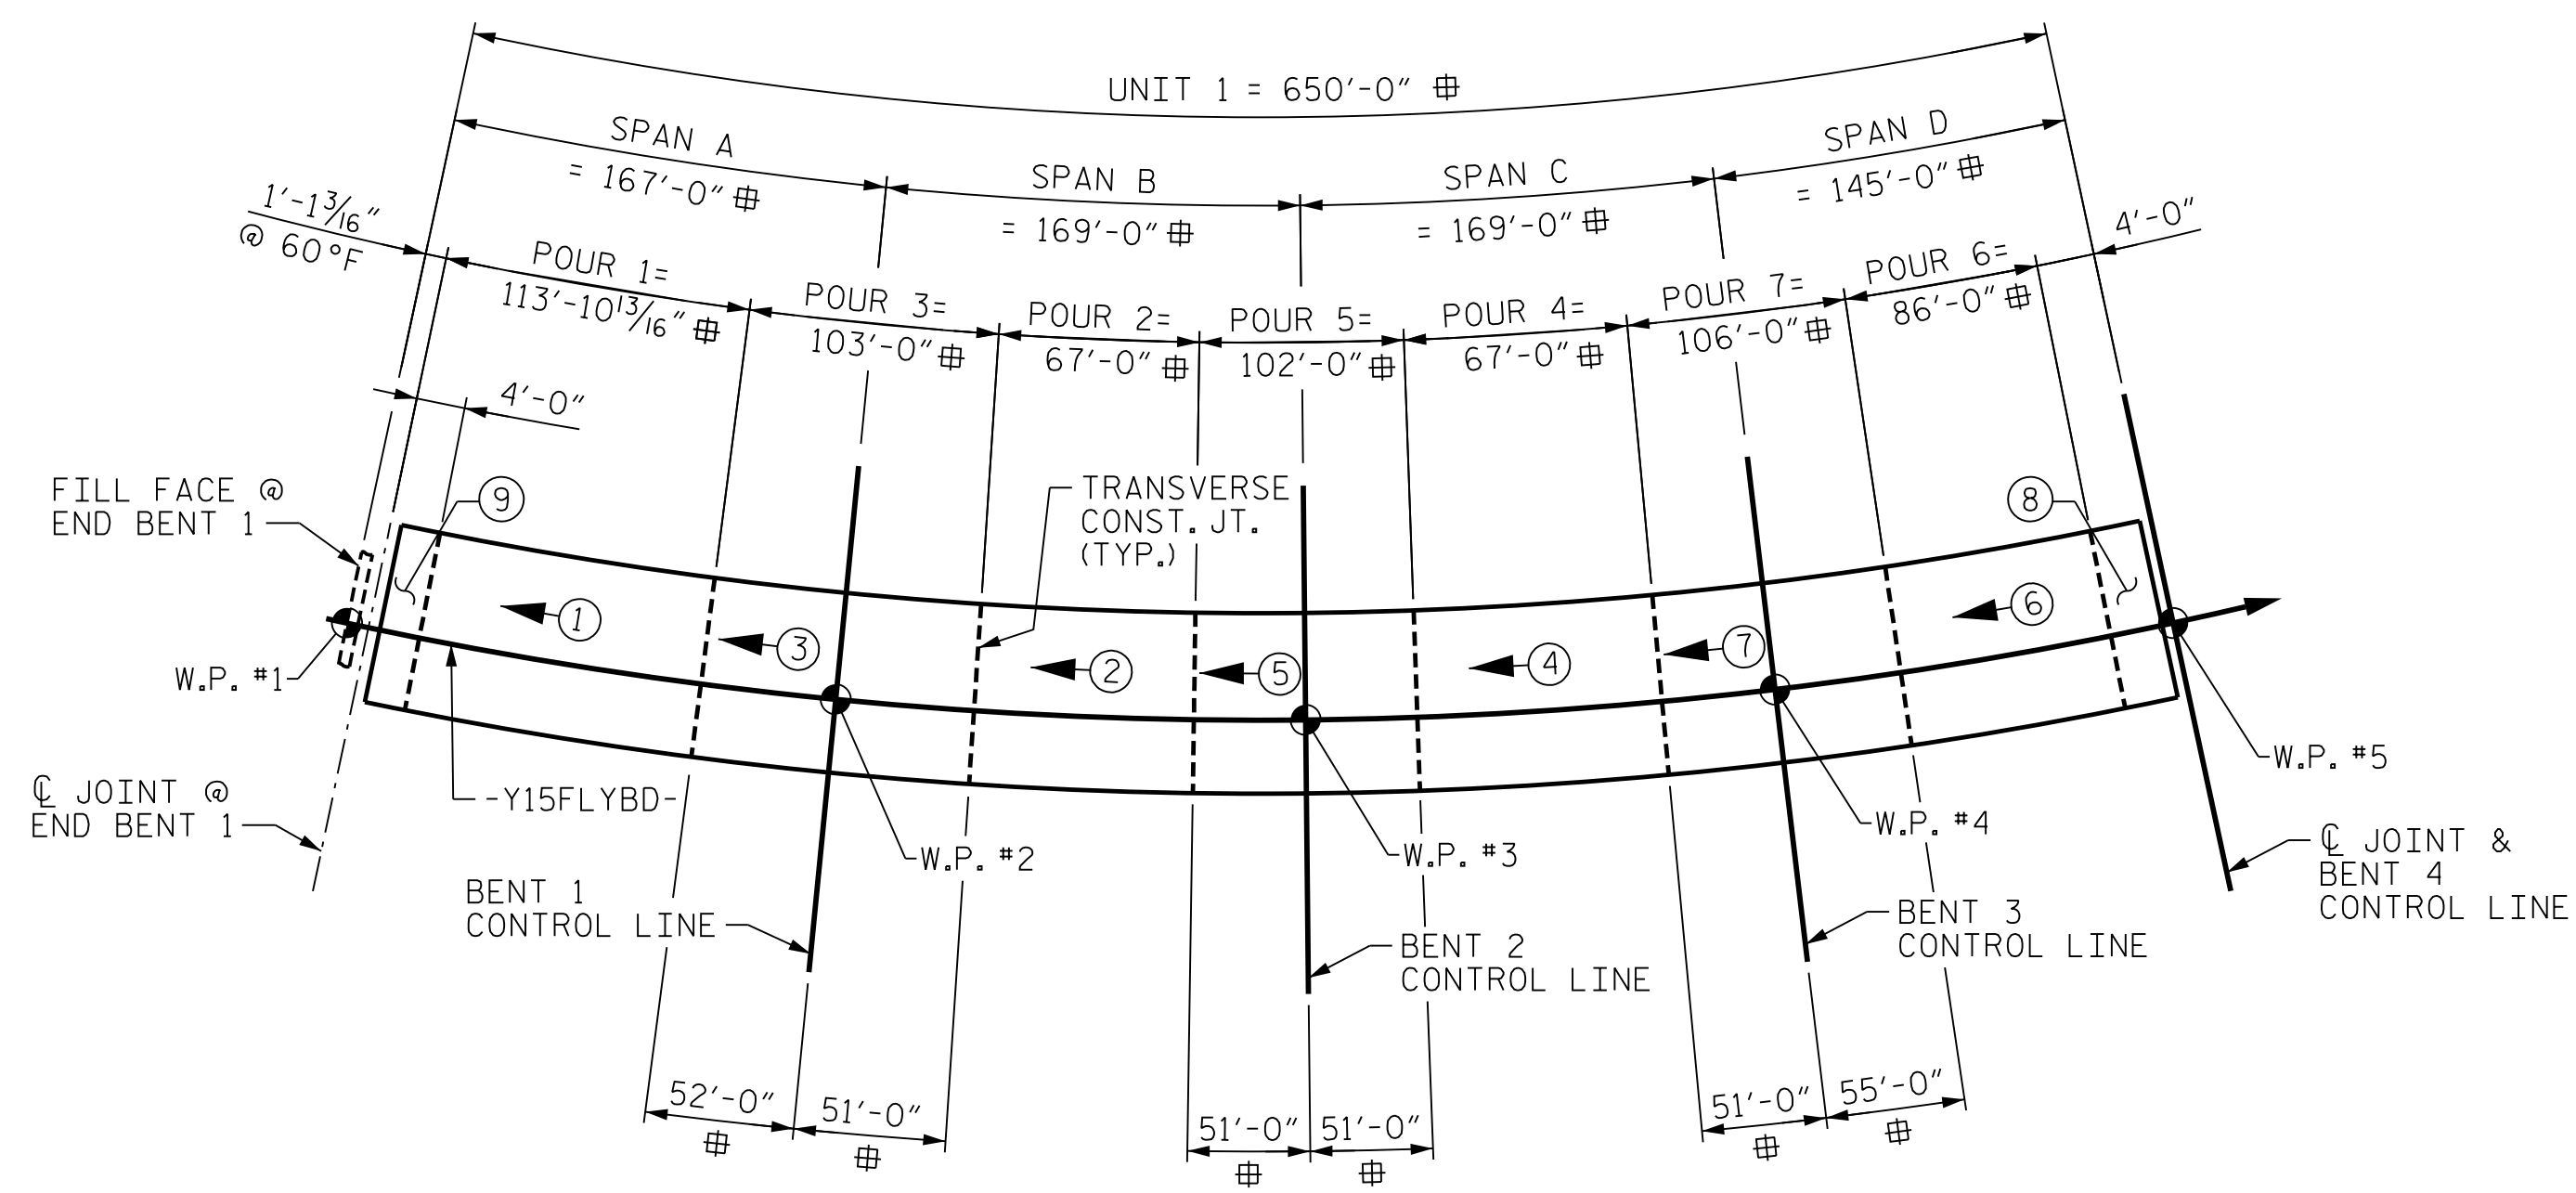 UNIT 1 = 650'-0" ⌗
SPAN A
= 167'-0" ⌗
SPAN B
= 169'-0" ⌗
SPAN C
= 169'-0" ⌗
SPAN D
= 145'-0" ⌗
1'-1 3/16"
@ 60°F
POUR 1=
113'-10 13/16" ⌗
POUR 3=
103'-0" ⌗
POUR 2=
67'-0" ⌗
POUR 5=
102'-0" ⌗
POUR 4=
67'-0" ⌗
POUR 7=
106'-0" ⌗
POUR 6=
86'-0" ⌗
4'-0"
4'-0"
FILL FACE @
END BENT 1
9
TRANSVERSE
CONST. JT.
(TYP.)
8
1
3
2
5
4
7
6
W.P. #1
-Y15FLYBD-
℄ JOINT @
END BENT 1
W.P. #2
W.P. #3
W.P. #4
W.P. #5
BENT 1
CONTROL LINE
BENT 2
CONTROL LINE
BENT 3
CONTROL LINE
℄ JOINT &
BENT 4
CONTROL LINE
52'-0"
⌗
51'-0"
⌗
51'-0"
⌗
51'-0"
⌗
51'-0"
⌗
55'-0"
⌗